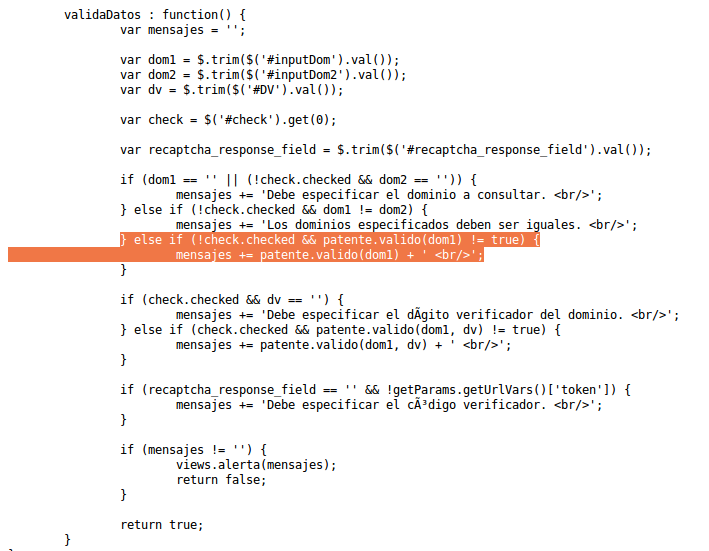 validaDatos : function() {
var mensajes = '';
var dom1 = $.trim($('#inputDom').val());
var dom2 = $.trim($('#inputDom2').val());
var dv = $.trim($('#DV').val());
var check = $('#check').get(0);
var recaptcha_response_field = $.trim($('#recaptcha_response_field').val());
if (dom1 == '' || (!check.checked && dom2 == '')) {
mensajes += 'Debe especificar el dominio a consultar. <br/>';
} else if (!check.checked && dom1 != dom2) {
mensajes += 'Los dominios especificados deben ser iguales. <br/>';
} else if (!check.checked && patente.valido(dom1) != true) {
mensajes += patente.valido(dom1) + ' <br/>';
}
if (check.checked && dv == '') {
mensajes += 'Debe especificar el dÃgito verificador del dominio. <br/>';
} else if (check.checked && patente.valido(dom1, dv) != true) {
mensajes += patente.valido(dom1, dv) + ' <br/>';
}
if (recaptcha_response_field == '' && !getParams.getUrlVars()['token']) {
mensajes += 'Debe especificar el cÃ³digo verificador. <br/>';
}
if (mensajes != '') {
views.alerta(mensajes);
return false;
}
return true;
}